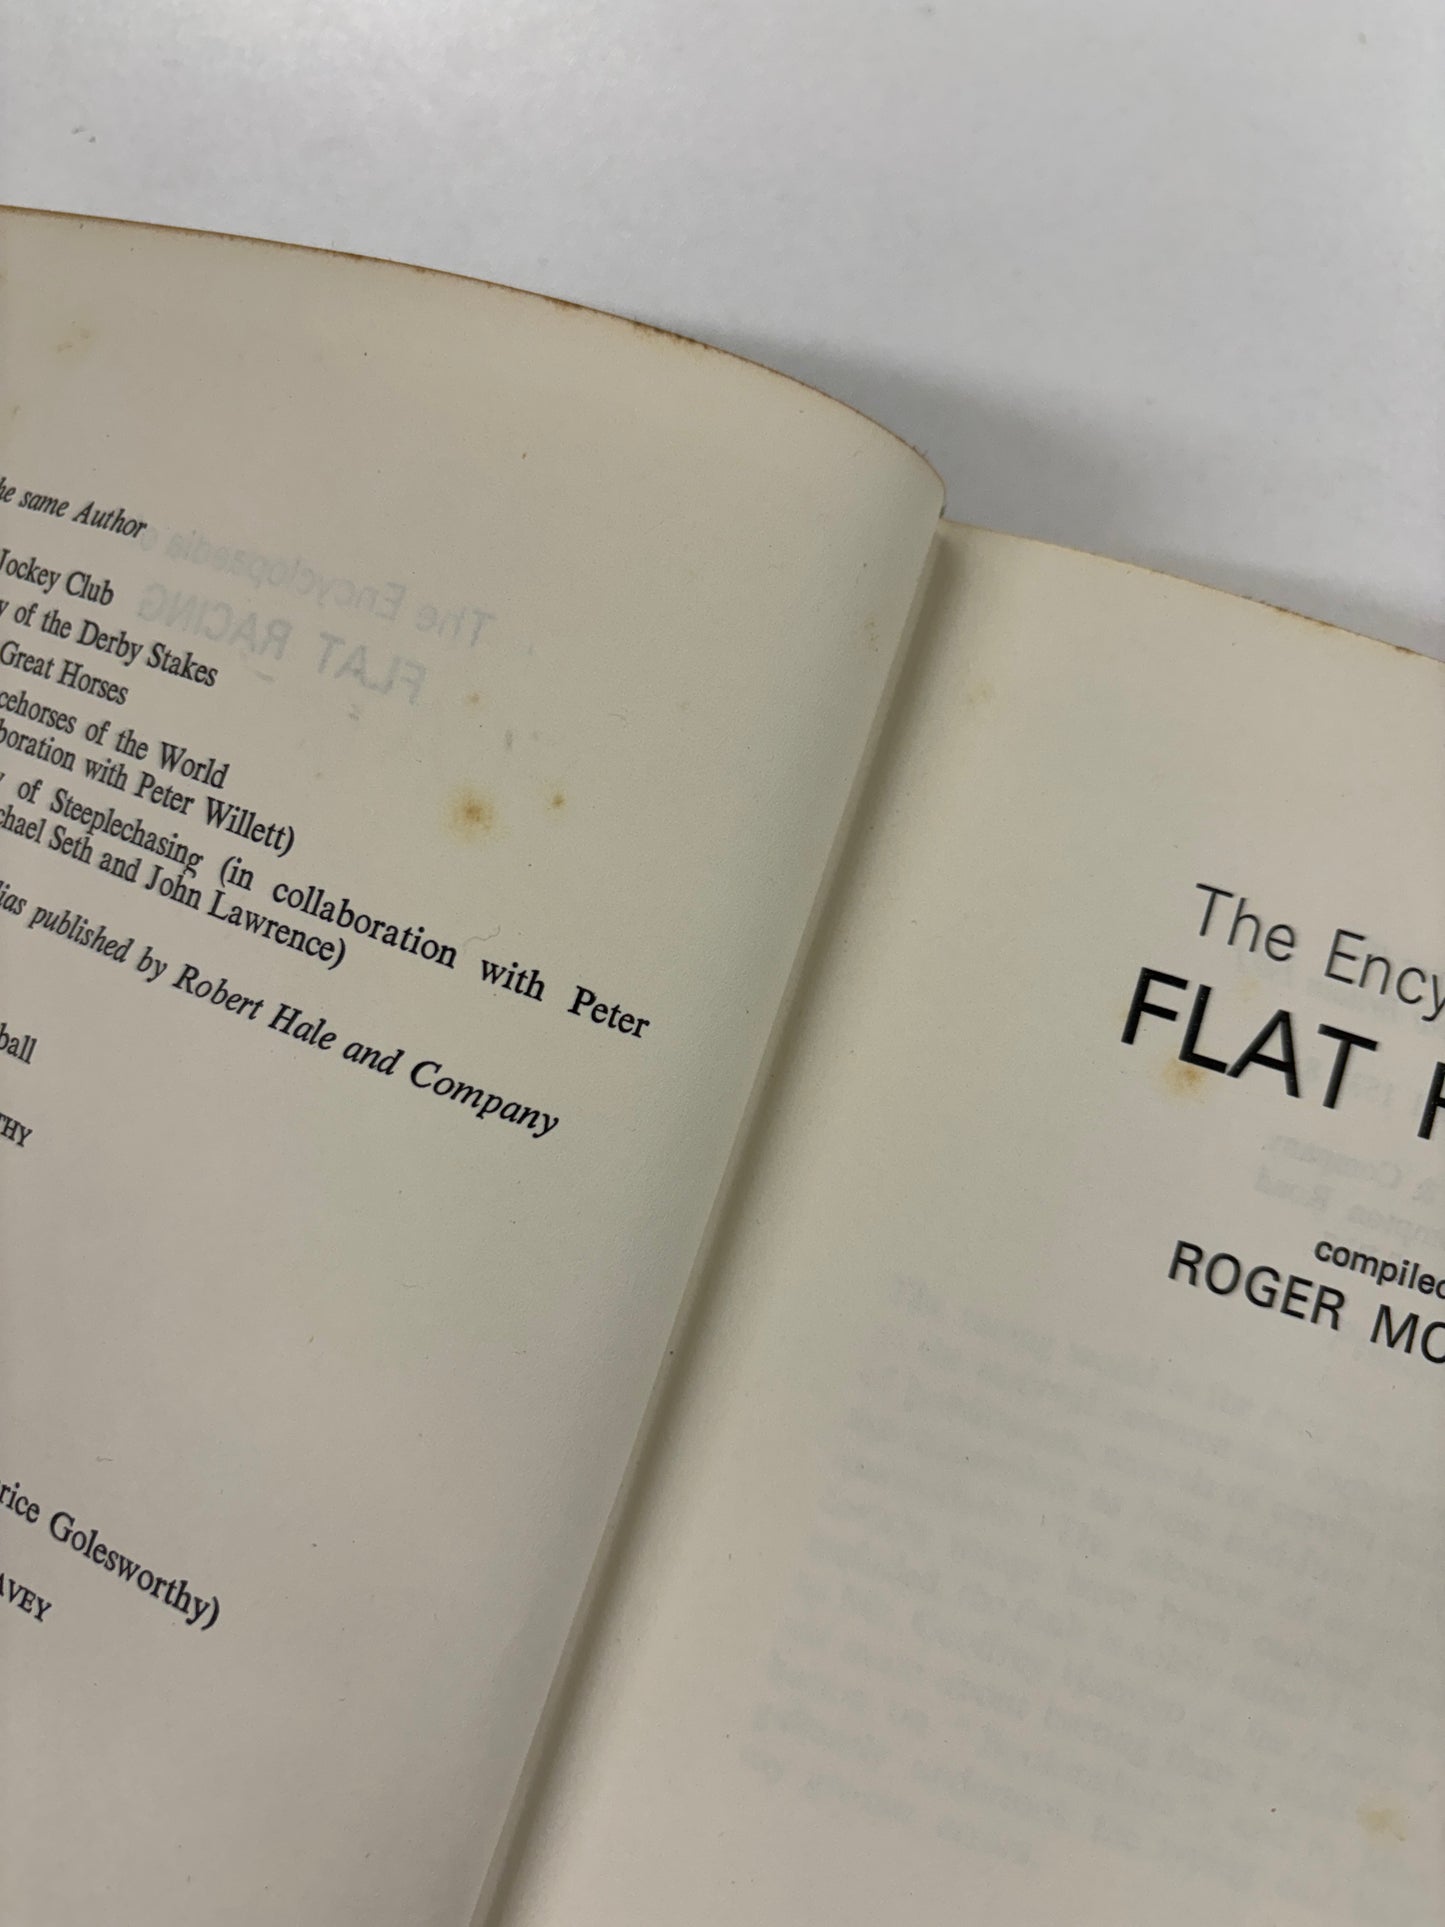 he same Author
Jockey Club
y of the Derby Stakes
Great Horses
cehorses of the World
boration with Peter Willett)
y of Steeplechasing (in collaboration with Peter
chael Seth and John Lawrence)
ias published by Robert Hale and Company
ball
THY
rice Golesworthy)
AVEY
The Ency
FLAT R
compiled
ROGER MO